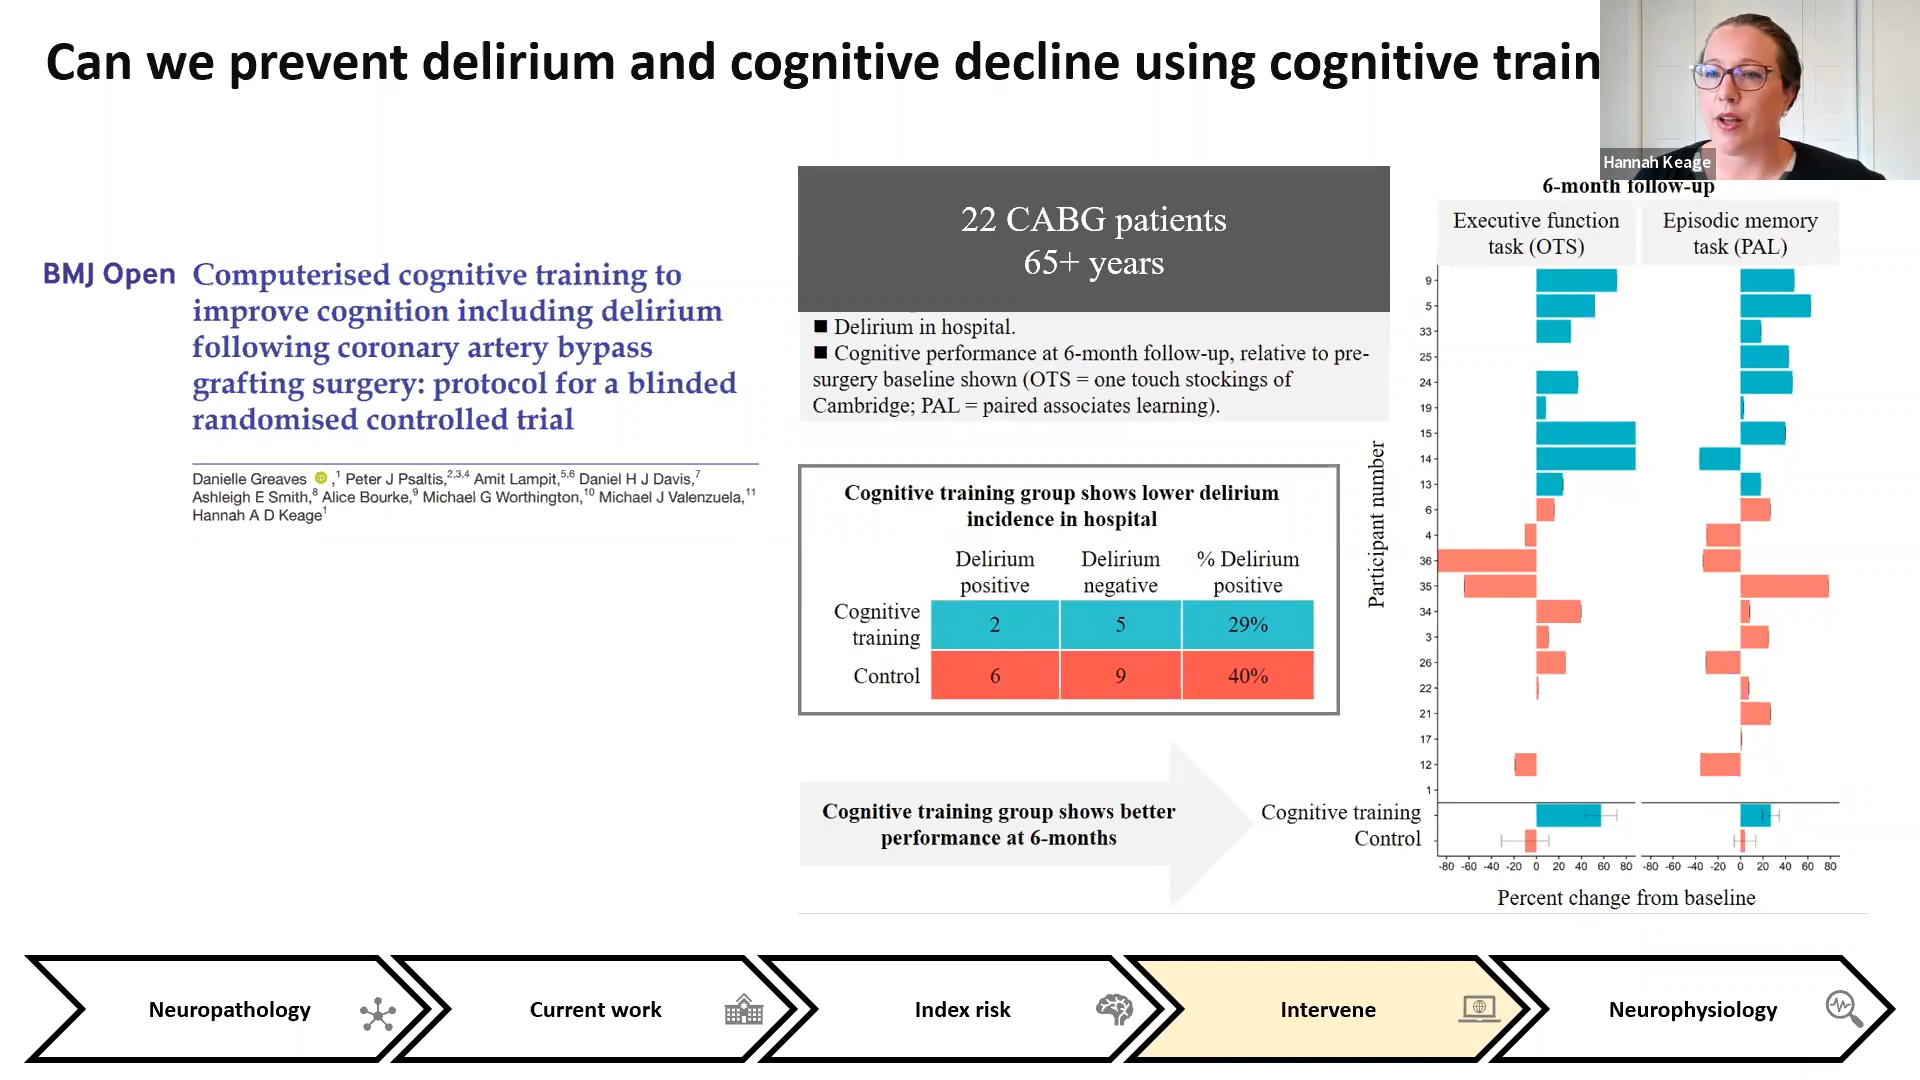 Can we prevent delirium and cognitive decline using cognitive train
Hannah Keage
BMJ Open
Computerised cognitive training to
improve cognition including delirium
following coronary artery bypass
grafting surgery: protocol for a blinded
randomised controlled trial
Danielle Greaves ,1 Peter J Psaltis,2,3,4 Amit Lampit,5,6 Daniel H J Davis,7
Ashleigh E Smith,8 Alice Bourke,9 Michael G Worthington,10 Michael J Valenzuela,11
Hannah A D Keage1
22 CABG patients
65+ years
■ Delirium in hospital.
■ Cognitive performance at 6-month follow-up, relative to pre-
surgery baseline shown (OTS = one touch stockings of
Cambridge; PAL = paired associates learning).
Cognitive training group shows lower delirium
incidence in hospital
Delirium positive
Delirium negative
% Delirium positive
Cognitive training
2 5 29%
Control
6 9 40%
Cognitive training group shows better
performance at 6-months
6-month follow-up
Executive function
task (OTS)
Episodic memory
task (PAL)
Participant number
9
5
33
25
24
19
15
14
13
6
4
36
35
34
3
26
22
21
17
12
1
Cognitive training
Control
-80 -60 -40 -20 0 20 40 60 80
-80 -60 -40 -20 0 20 40 60 80
Percent change from baseline
Neuropathology
Current work
Index risk
Intervene
Neurophysiology